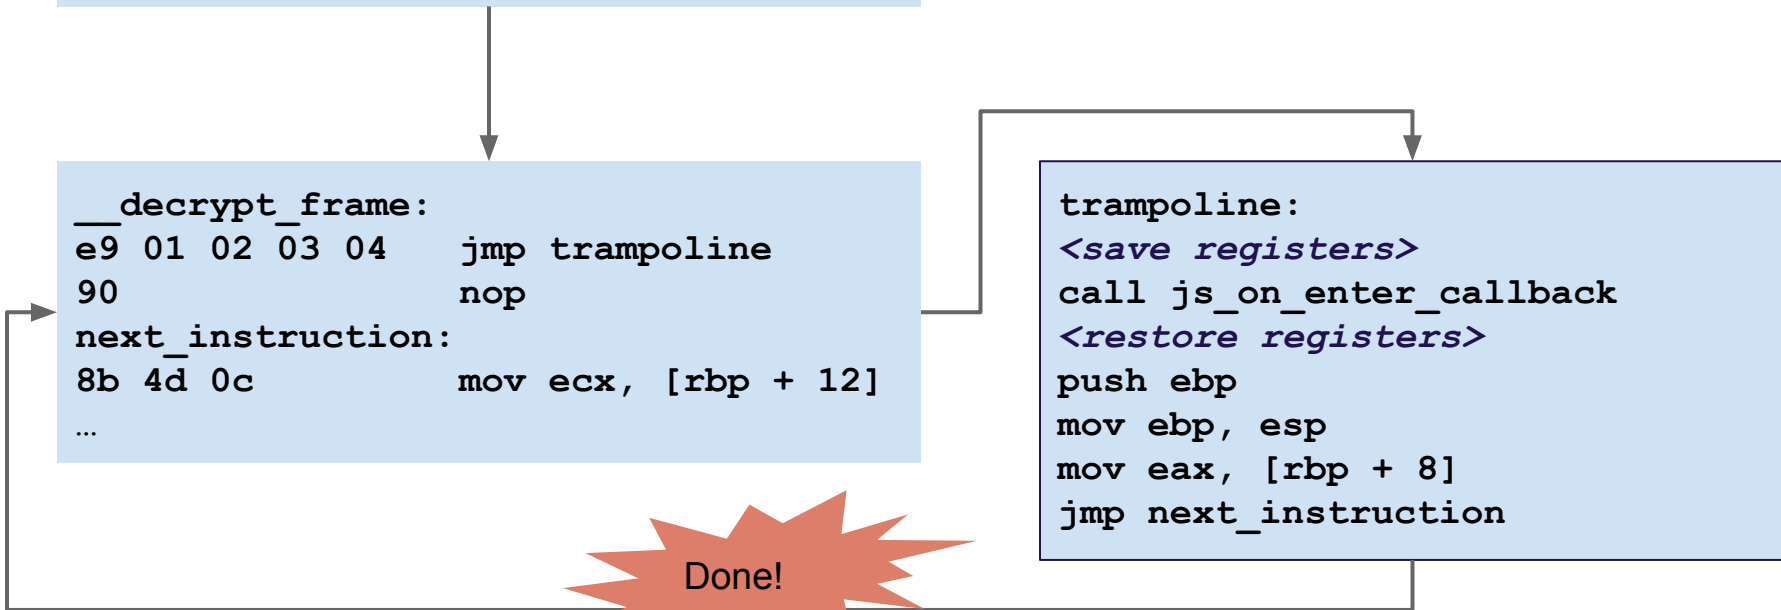 __decrypt_frame:
e9 01 02 03 04 jmp trampoline
90 nop
next_instruction:
8b 4d 0c mov ecx, [rbp + 12]
…
trampoline:
<save registers>
call js_on_enter_callback
<restore registers>
push ebp
mov ebp, esp
mov eax, [rbp + 8]
jmp next_instruction
Done!